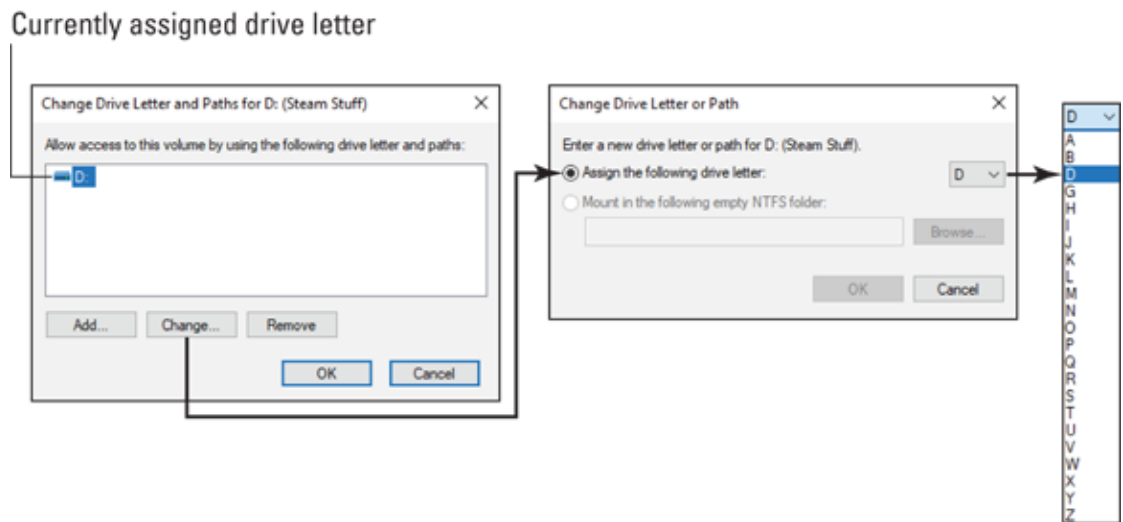 Currently assigned drive letter
Change Drive Letter and Paths for D: (Steam Stuff)
Allow access to this volume by using the following drive letter and paths:
D:
Add...
Change...
Remove
OK
Cancel
Change Drive Letter or Path
Enter a new drive letter or path for D: (Steam Stuff).
Assign the following drive letter:
D
Mount in the following empty NTFS folder:
Browse...
OK
Cancel
D
A
B
D
G
H
I
J
K
L
M
N
O
P
Q
R
S
T
U
V
W
X
Y
Z